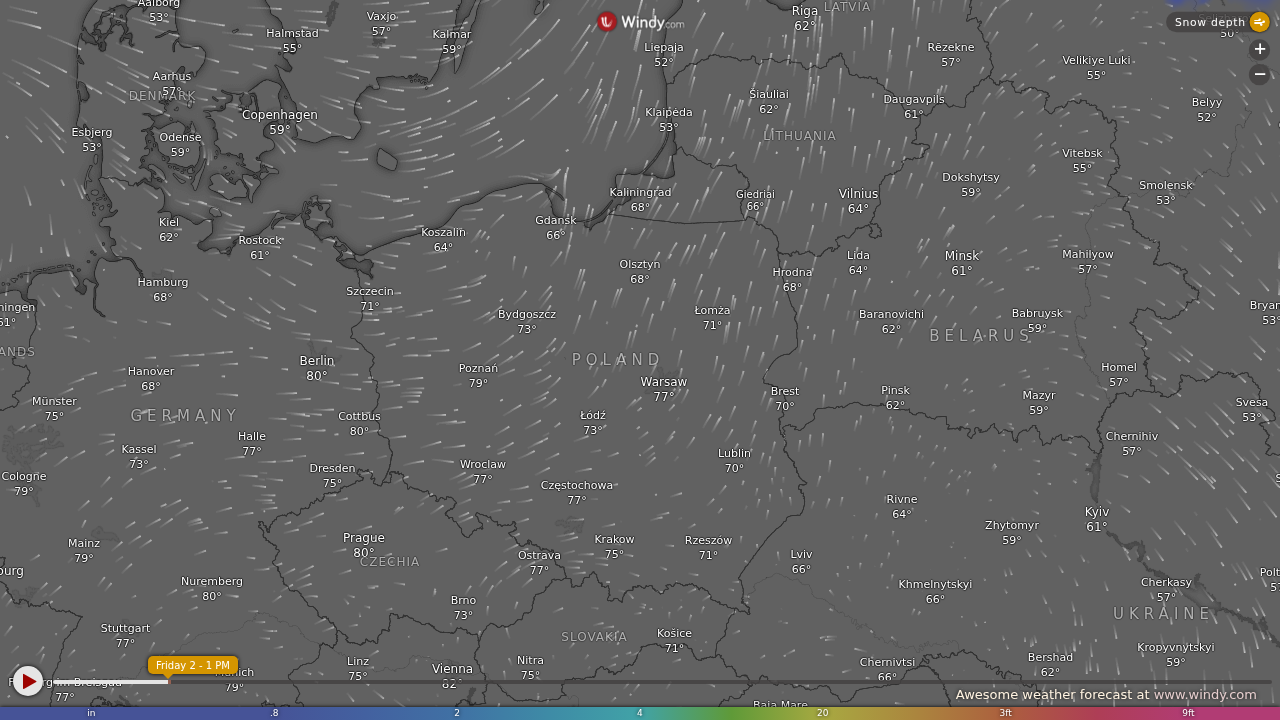 Aalborg
53°
Vaxjo
57°
Riga
62°
LATVIA
Windy.com
Snow depth
50°
Halmstad
55°
Kalmar
59°
Liepaja
52°
Rēzekne
57°
Velikiye Luki
55°
+
−
Aarhus
57°
DENMARK
Šiauliai
62°
Daugavpils
61°
Belyy
52°
Copenhagen
59°
Klaipėda
53°
Esbjerg
53°
Odense
59°
LITHUANIA
Vitebsk
55°
Dokshytsy
59°
Smolensk
53°
Kaliningrad
68°
Giedriai
66°
Vilnius
64°
Kiel
62°
Gdansk
66°
Koszalin
64°
Rostock
61°
Lida
64°
Minsk
61°
Mahilyow
57°
Olsztyn
68°
Hrodna
68°
Hamburg
68°
Szczecin
71°
Bydgoszcz
73°
Łomża
71°
Baranovichi
62°
Babruysk
59°
BELARUS
POLAND
Berlin
80°
Hanover
68°
Poznań
79°
Warsaw
77°
Brest
70°
Pinsk
62°
Homel
57°
Mazyr
59°
Münster
75°
GERMANY
Cottbus
80°
Łódź
73°
Svesa
53°
Halle
77°
Kassel
73°
Chernihiv
57°
Lublin
70°
Dresden
75°
Wroclaw
77°
Cologne
79°
Częstochowa
77°
Rivne
64°
Kyiv
61°
Zhytomyr
59°
Mainz
79°
Prague
80°
CZECHIA
Krakow
75°
Rzeszów
71°
Ostrava
77°
Lviv
66°
Nuremberg
80°
Khmelnytskyi
66°
Cherkasy
57°
Brno
73°
UKRAINE
Stuttgart
77°
SLOVAKIA
Košice
71°
Kropyvnytskyi
59°
Friday 2 - 1 PM
Linz
75°
Vienna
82°
Nitra
75°
Chernivtsi
66°
Bershad
62°
79°
77°
Baia Mare
Awesome weather forecast at www.windy.com
in .8 2 4 20 3ft 9ft